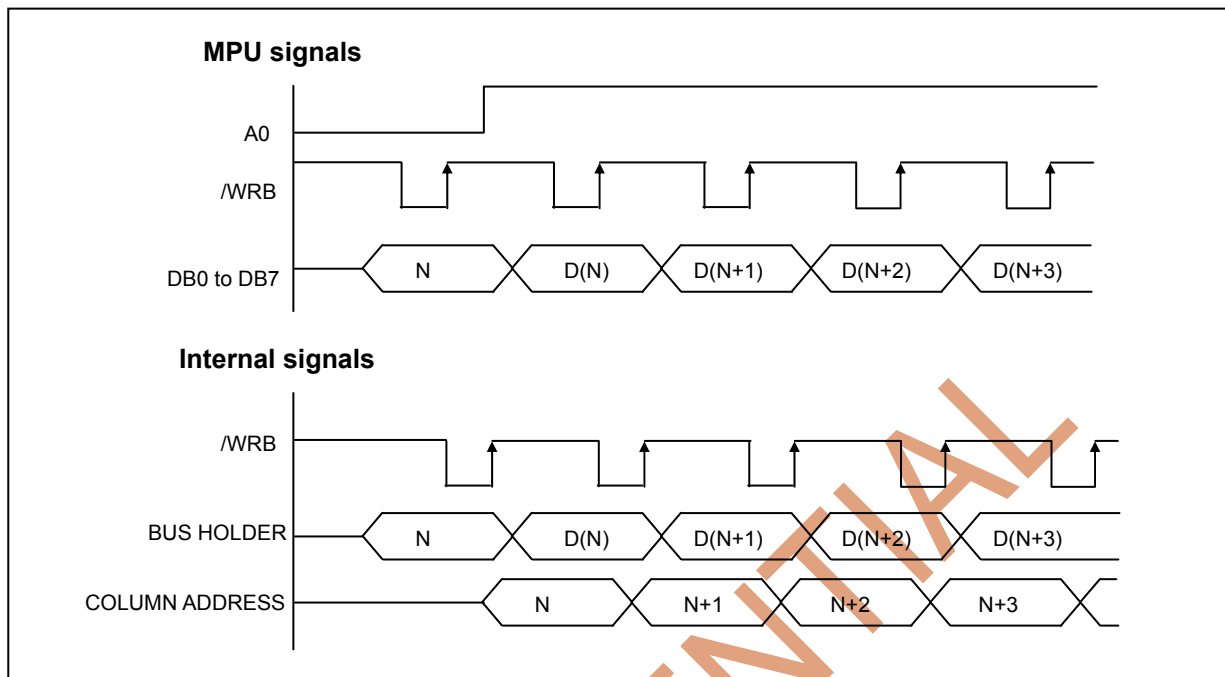 MPU signals
A0
/WRB
DB0 to DB7 N D(N) D(N+1) D(N+2) D(N+3)
Internal signals
/WRB
BUS HOLDER N D(N) D(N+1) D(N+2) D(N+3)
COLUMN ADDRESS N N+1 N+2 N+3
NTIAL